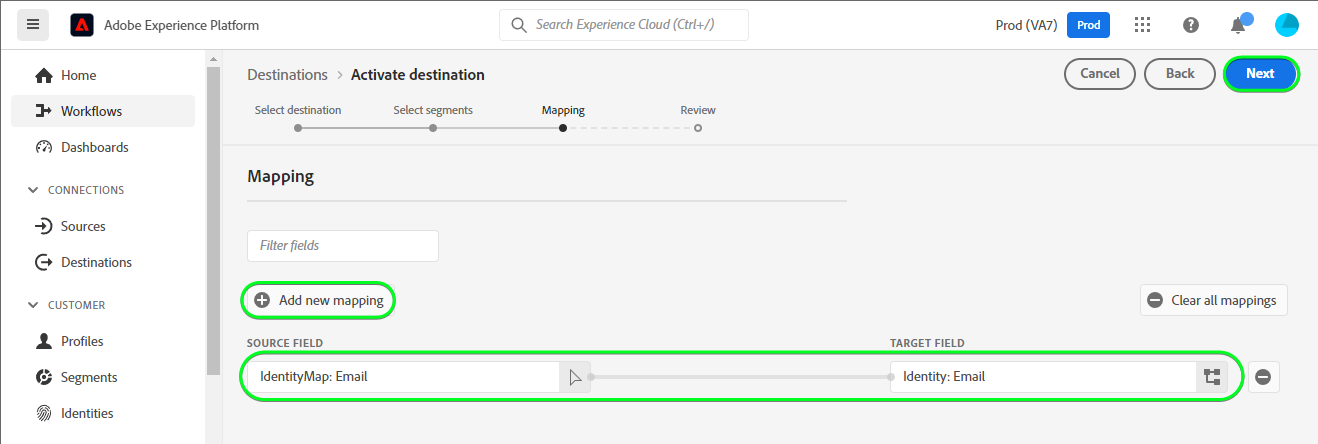 Adobe Experience Platform
Search Experience Cloud (Ctrl+/)
Prod (VA7)
Prod
Home
Workflows
Dashboards
CONNECTIONS
Sources
Destinations
CUSTOMER
Profiles
Segments
Identities
Destinations > Activate destination
Cancel
Back
Next
Select destination
Select segments
Mapping
Review
Mapping
Filter fields
Add new mapping
Clear all mappings
SOURCE FIELD
TARGET FIELD
IdentityMap: Email
Identity: Email